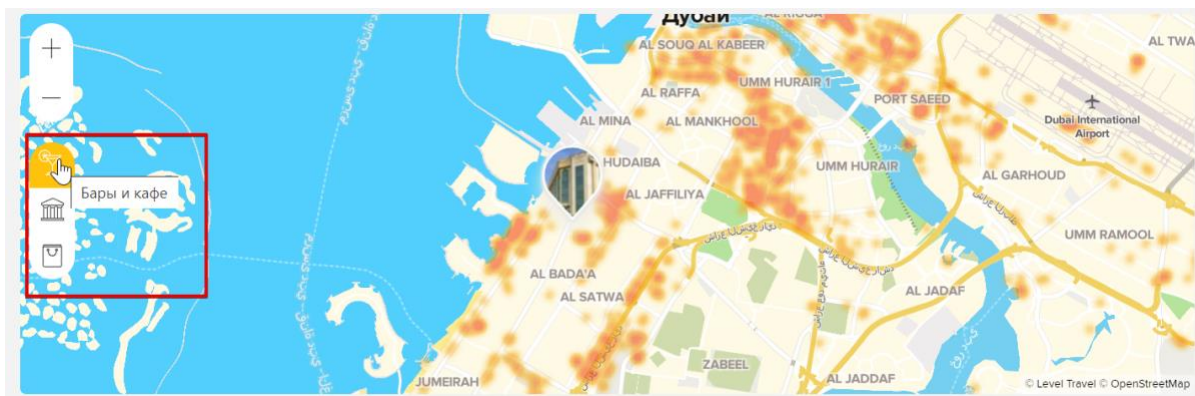 Дубай
AL SOUQ AL KABEER
AL TWA
UMM HURAIR 1
AL RAFFA
PORT SAEED
Dubai International
Airport
AL MINA
AL MANKHOOL
HUDAIBA
UMM HURAIR
AL GARHOUD
Бары и кафе
AL JAFFILIYA
UMM RAMOOL
AL BADA'A
AL JADAF
AL SATWA
ZABEEL
JUMEIRAH
AL JADDAF
© Level Travel © OpenStreetMap